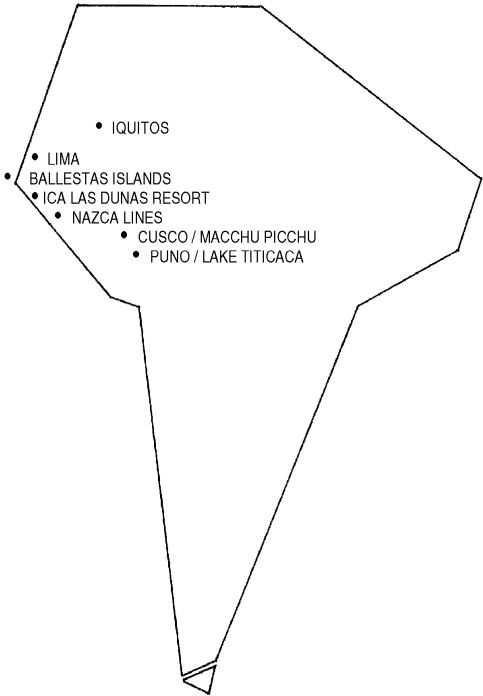 IQUITOS
LIMA
BALLESTAS ISLANDS
ICA LAS DUNAS RESORT
NAZCA LINES
CUSCO / MACCHU PICCHU
PUNO / LAKE TITICACA